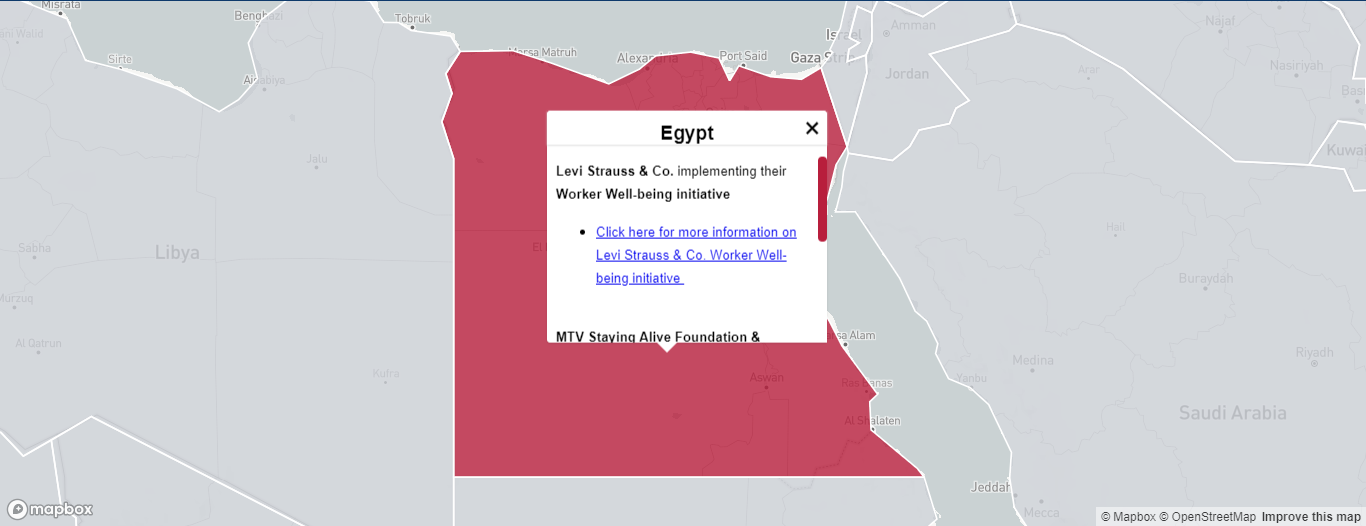 Misrata
Benghazi
Tobruk
Sirte
Ajdabiya
Marsa Matruh
Alexandria
Port Said
Israel
Gaza Strip
Amman
Jordan
Arar
Najaf
Nasiriyah
Kuwait
Jalu
Egypt
Levi Strauss & Co. implementing their
Worker Well-being initiative
Click here for more information on
Levi Strauss & Co. Worker Well-
being initiative
MTV Staying Alive Foundation &
Sabha
Libya
Murzuq
Al Qatrun
Kufra
El
sa Alam
Aswan
Ras Banas
Al Shalaten
Hail
Buraydah
Medina
Yanbu
Riyadh
Saudi Arabia
Jeddah
Mecca
mapbox
© Mapbox © OpenStreetMap Improve this map